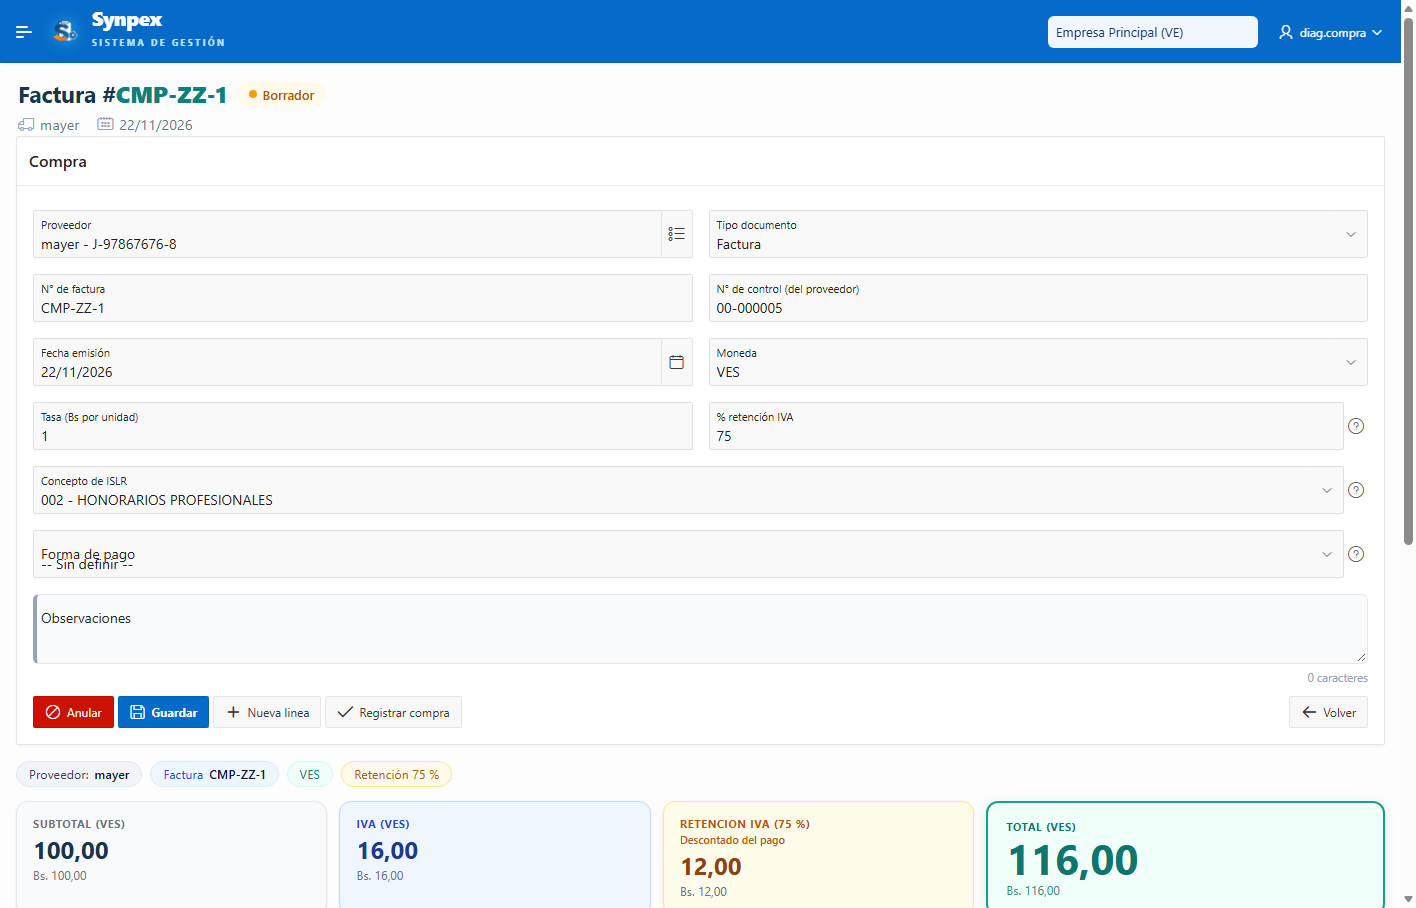 Synpex
SISTEMA DE GESTIÓN
Empresa Principal (VE)
diag.compra
Factura #CMP-ZZ-1
Borrador
mayer
22/11/2026
Compra
Proveedor
mayer - J-97867676-8
Tipo documento
Factura
N° de factura
CMP-ZZ-1
N° de control (del proveedor)
00-000005
Fecha emisión
22/11/2026
Moneda
VES
Tasa (Bs por unidad)
1
% retención IVA
75
Concepto de ISLR
002 - HONORARIOS PROFESIONALES
Forma de pago
-- Sin definir --
Observaciones
0 caracteres
Anular
Guardar
Nueva linea
Registrar compra
Volver
Proveedor: mayer
Factura CMP-ZZ-1
VES
Retención 75 %
SUBTOTAL (VES)
100,00
Bs. 100,00
IVA (VES)
16,00
Bs. 16,00
RETENCION IVA (75 %)
Descontado del pago
12,00
Bs. 12,00
TOTAL (VES)
116,00
Bs. 116,00